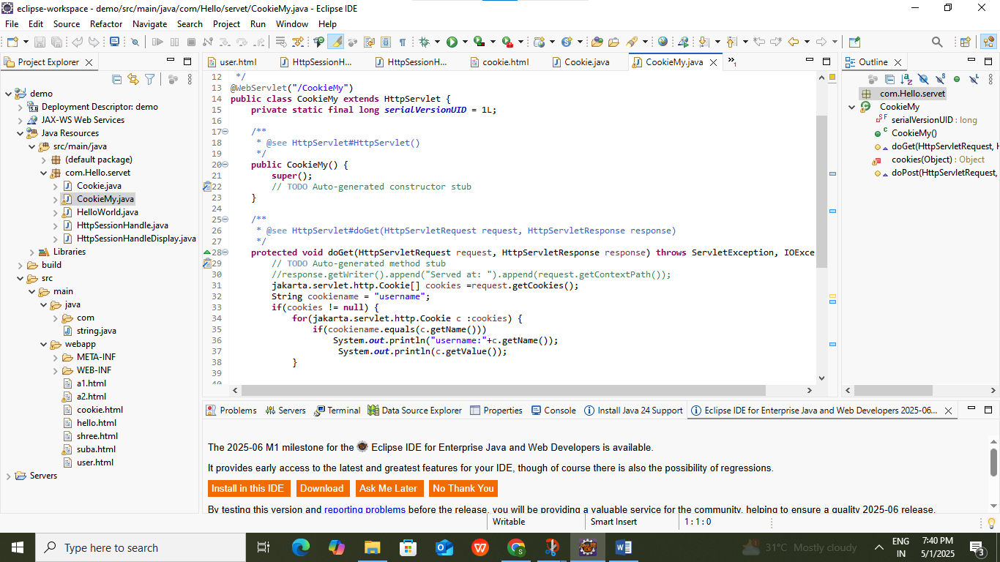 eclipse-workspace - demo/src/main/java/com/Hello/servet/CookieMy.java - Eclipse IDE
File Edit Source Refactor Navigate Search Project Run Window Help
Project Explorer
demo
Deployment Descriptor: demo
JAX-WS Web Services
Java Resources
src/main/java
(default package)
com.Hello.servet
Cookie.java
CookieMy.java
HelloWorld.java
HttpSessionHandle.java
HttpSessionHandleDisplay.java
Libraries
build
src
main
java
com
string.java
webapp
META-INF
WEB-INF
a1.html
a2.html
cookie.html
hello.html
shree.html
suba.html
user.html
Servers
user.html HttpSessionH... HttpSessionH... cookie.html Cookie.java CookieMy.java »1
12 */
13 @WebServlet("/CookieMy")
14 public class CookieMy extends HttpServlet {
15 private static final long serialVersionUID = 1L;
16
17 /**
18 * @see HttpServlet#HttpServlet()
19 */
20 public CookieMy() {
21 super();
22 // TODO Auto-generated constructor stub
23 }
24
25 /**
26 * @see HttpServlet#doGet(HttpServletRequest request, HttpServletResponse response)
27 */
28 protected void doGet(HttpServletRequest request, HttpServletResponse response) throws ServletException, IOExce
29 // TODO Auto-generated method stub
30 //response.getWriter().append("Served at: ").append(request.getContextPath());
31 jakarta.servlet.http.Cookie[] cookies =request.getCookies();
32 String cookiename = "username";
33 if(cookies != null) {
34 for(jakarta.servlet.http.Cookie c :cookies) {
35 if(cookiename.equals(c.getName()))
36 System.out.println("username:"+c.getName());
37 System.out.println(c.getValue());
38 }
39
40
Outline
com.Hello.servet
CookieMy
serialVersionUID : long
CookieMy()
doGet(HttpServletRequest, H
cookies(Object) : Object
doPost(HttpServletRequest,
Problems Servers Terminal Data Source Explorer Properties Console Install Java 24 Support Eclipse IDE for Enterprise Java and Web Developers 2025-06...
The 2025-06 M1 milestone for the Eclipse IDE for Enterprise Java and Web Developers is available.
It provides early access to the latest and greatest features for your IDE, though of course there is also the possibility of regressions.
Install in this IDE Download Ask Me Later No Thank You
By testing this version and reporting problems before the release, you will be providing a valuable service for the community, helping to ensure a quality 2025-06 release.
Writable Smart Insert 1 : 1 : 0
Type here to search
31°C Mostly cloudy
ENG
IN
7:40 PM
5/1/2025
3